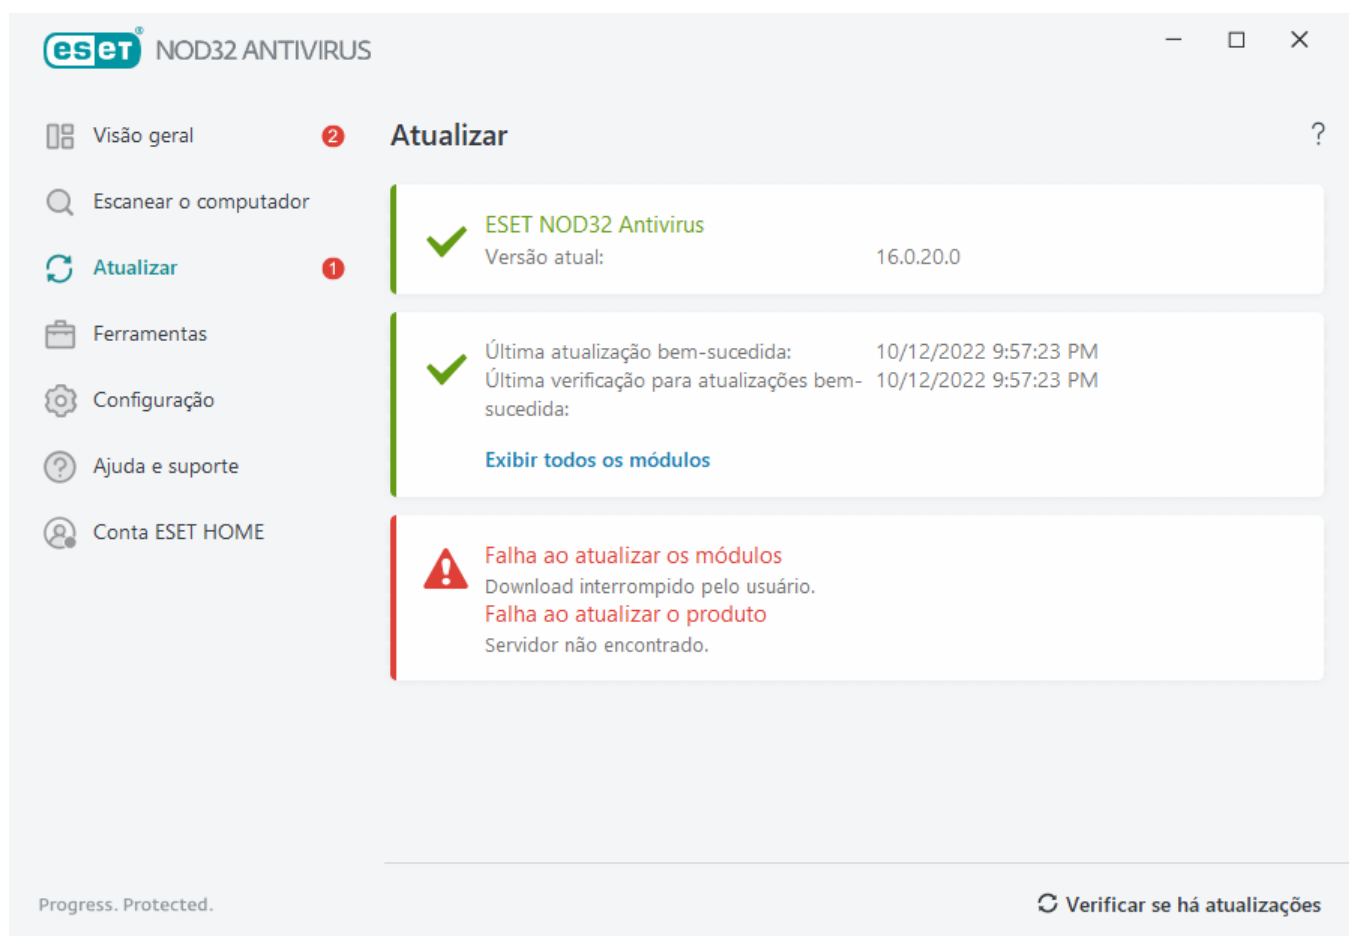 eset® NOD32 ANTIVIRUS
Visão geral 2
Escanear o computador
Atualizar 1
Ferramentas
Configuração
Ajuda e suporte
Conta ESET HOME
Atualizar ?
ESET NOD32 Antivirus
Versão atual: 16.0.20.0
Última atualização bem-sucedida: 10/12/2022 9:57:23 PM
Última verificação para atualizações bem- 10/12/2022 9:57:23 PM
sucedida:
Exibir todos os módulos
Falha ao atualizar os módulos
Download interrompido pelo usuário.
Falha ao atualizar o produto
Servidor não encontrado.
Progress. Protected.
Verificar se há atualizações